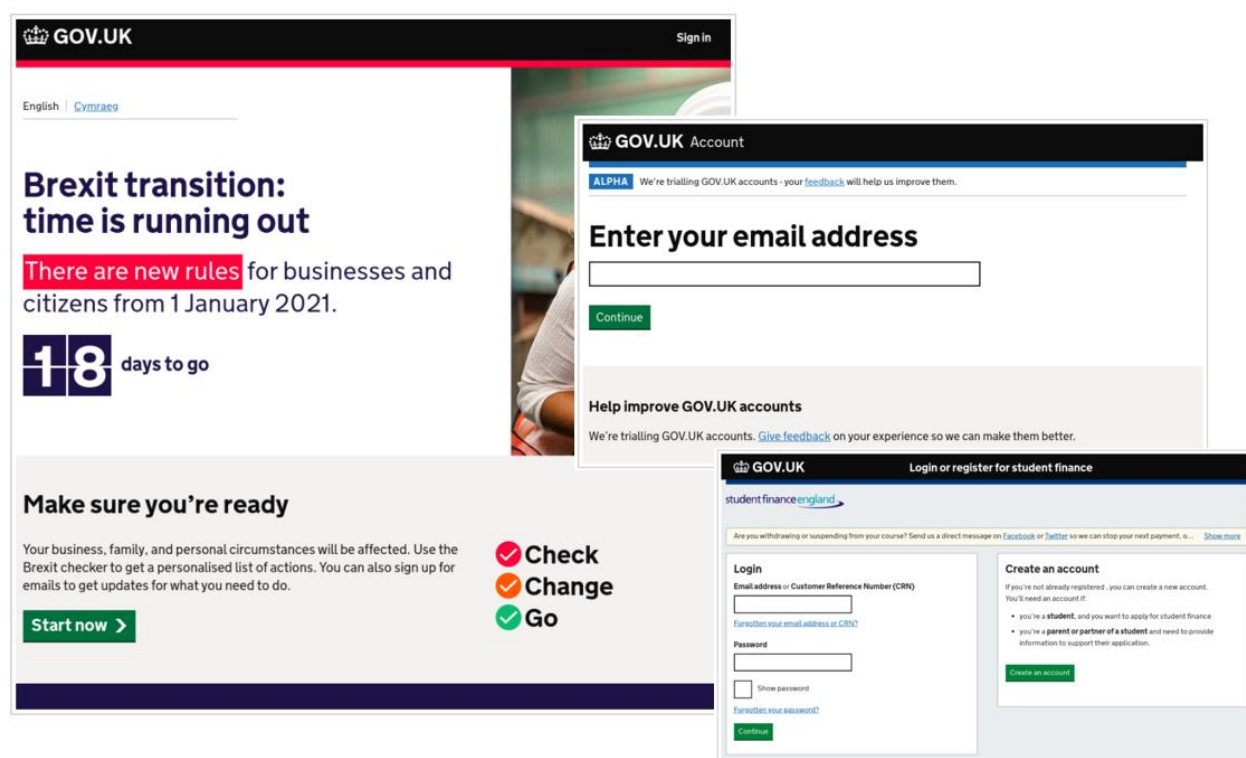 GOV.UK
Sign in
English | Cymraeg
Brexit transition:
time is running out
There are new rules for businesses and
citizens from 1 January 2021.
18 days to go
Make sure you're ready
Your business, family, and personal circumstances will be affected. Use the
Brexit checker to get a personalised list of actions. You can also sign up for
emails to get updates for what you need to do.
Start now
Check
Change
Go
GOV.UK Account
ALPHA We're trialling GOV.UK accounts - your feedback will help us improve them.
Enter your email address
Continue
Help improve GOV.UK accounts
We're trialling GOV.UK accounts. Give feedback on your experience so we can make them better.
GOV.UK
Login or register for student finance
studentfinanceengland
Are you withdrawing or suspending from your course? Send us a direct message on Facebook or Twitter so we can stop your next payment, o... Show more
Login
Email address or Customer Reference Number (CRN)
Forgotten your email address or CRN?
Password
Show password
Forgotten your password?
Continue
Create an account
If you're not already registered , you can create a new account.
You'll need an account if:
• you're a student, and you want to apply for student finance
• you're a parent or partner of a student and need to provide
information to support their application.
Create an account